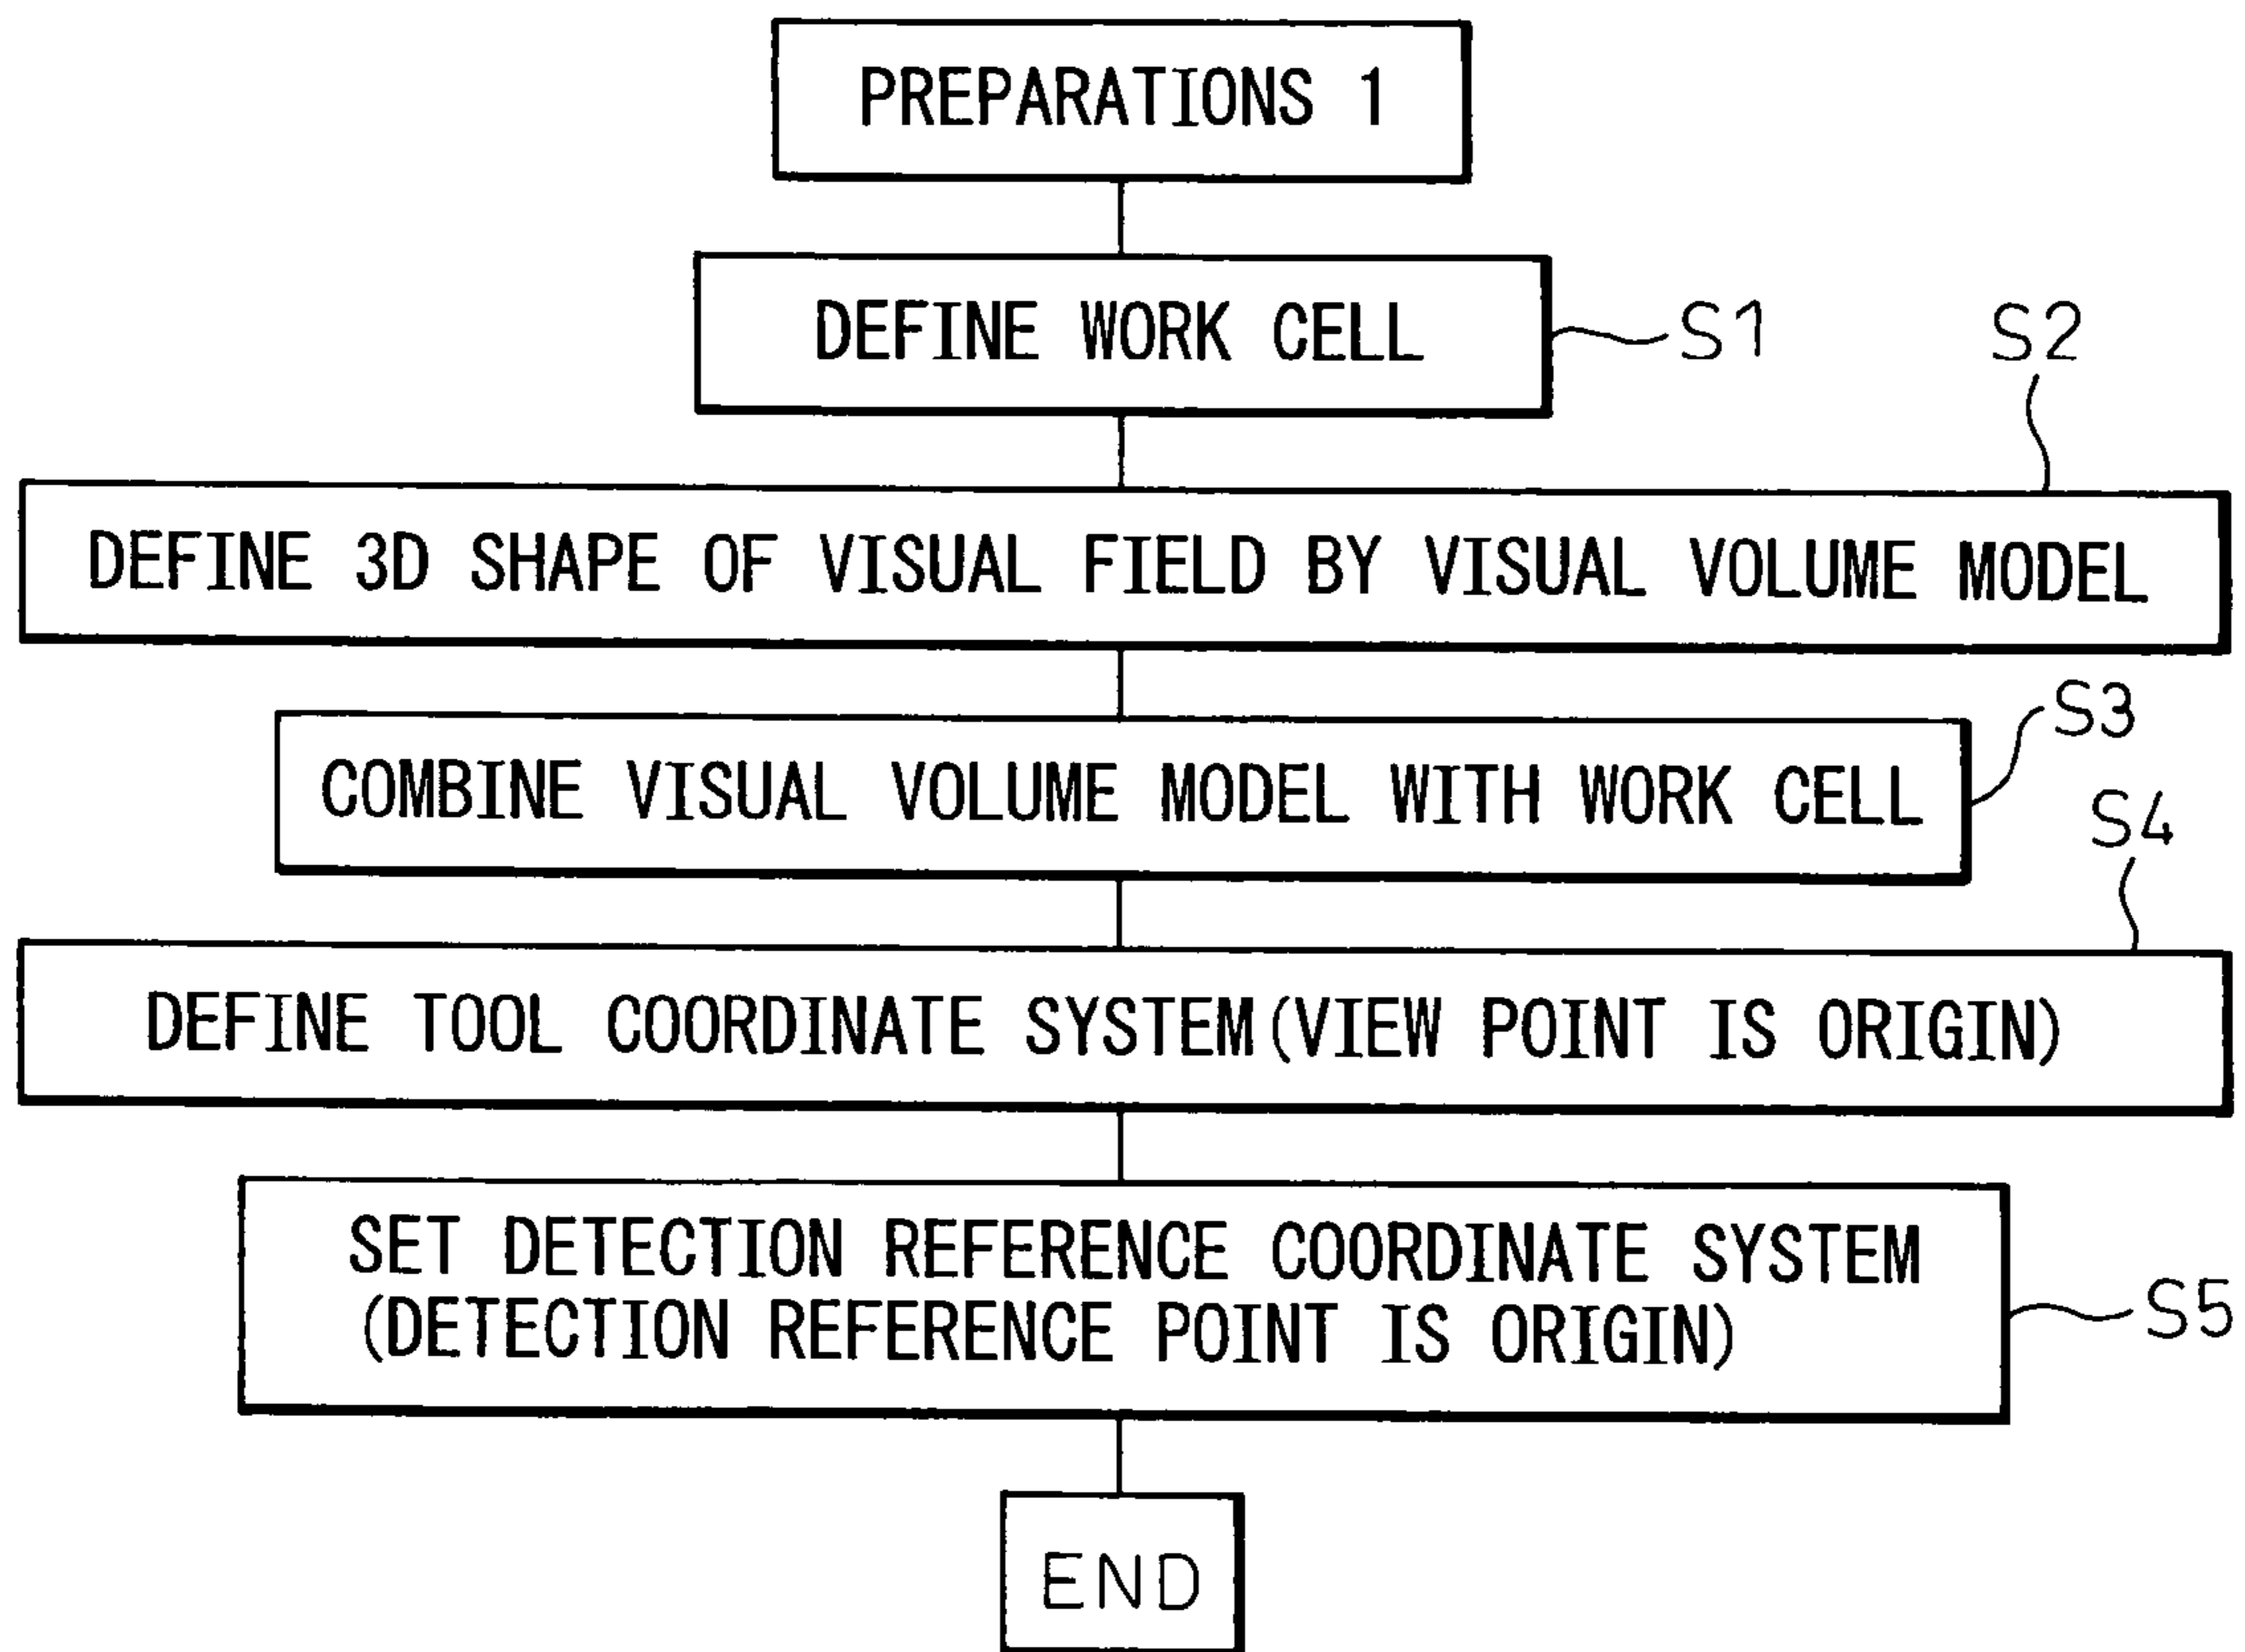 PREPARATIONS 1
DEFINE WORK CELL
S1
S2
DEFINE 3D SHAPE OF VISUAL FIELD BY VISUAL VOLUME MODEL
S3
COMBINE VISUAL VOLUME MODEL WITH WORK CELL
S4
DEFINE TOOL COORDINATE SYSTEM(VIEW POINT IS ORIGIN)
SET DETECTION REFERENCE COORDINATE SYSTEM
(DETECTION REFERENCE POINT IS ORIGIN)
S5
END